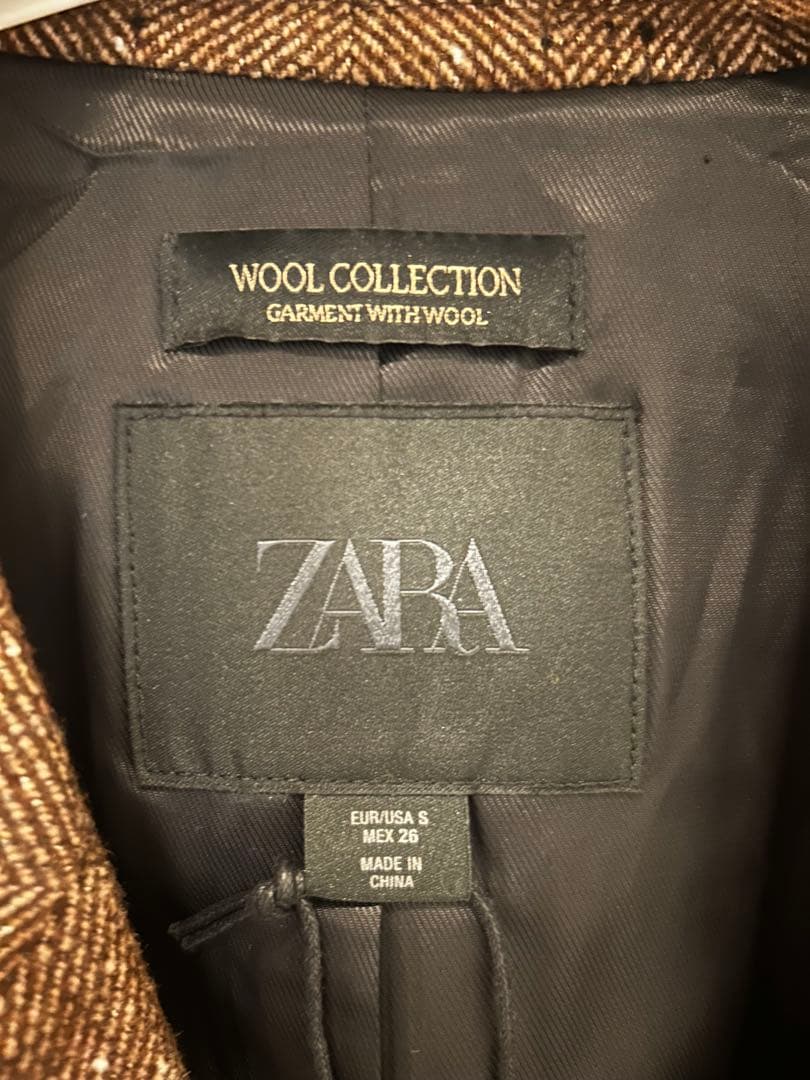 WOOL COLLECTION
GARMENT WITH WOOL
ZARA
EUR/USA S
MEX 26
MADE IN
CHINA